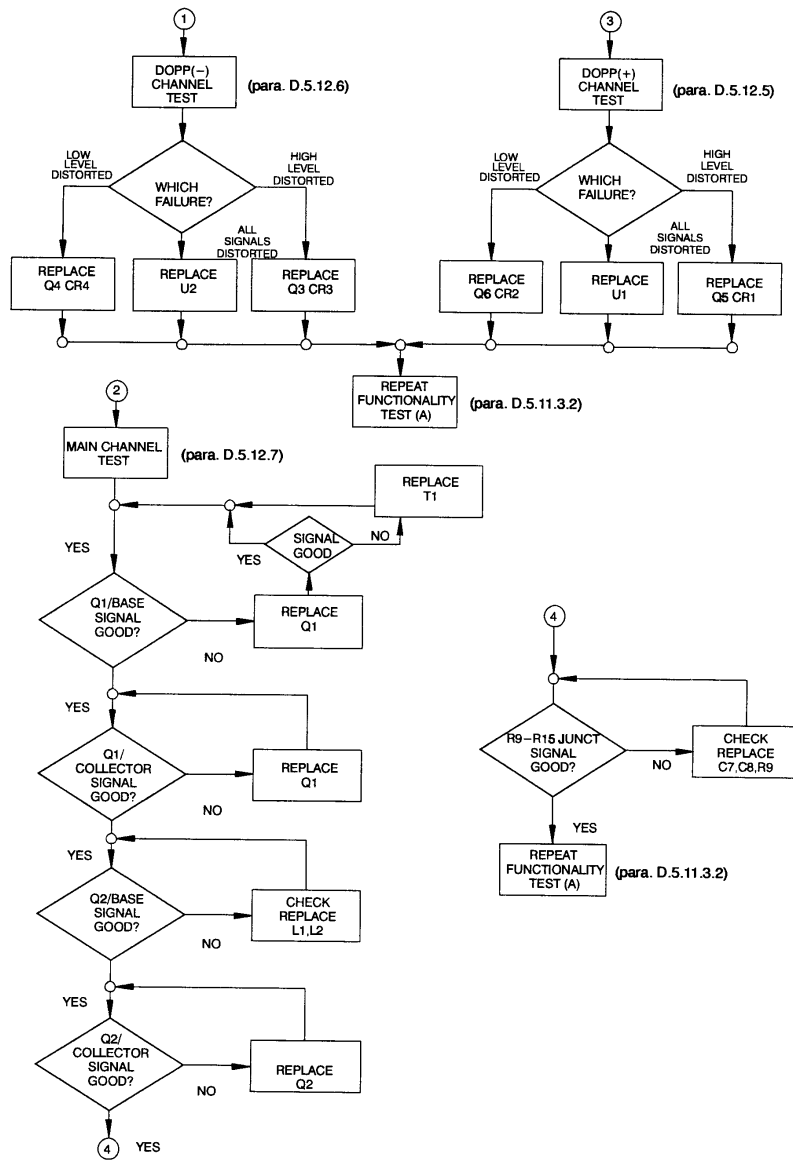 1
DOPP(−)
CHANNEL
TEST
(para. D.5.12.6)
LOW
LEVEL
DISTORTED
WHICH
FAILURE?
HIGH
LEVEL
DISTORTED
ALL
SIGNALS
DISTORTED
REPLACE
Q4 CR4
REPLACE
U2
REPLACE
Q3 CR3
3
DOPP(+)
CHANNEL
TEST
(para. D.5.12.5)
LOW
LEVEL
DISTORTED
WHICH
FAILURE?
HIGH LEVEL
DISTORTED
ALL
SIGNALS
DISTORTED
REPLACE
Q6 CR2
REPLACE
U1
REPLACE
Q5 CR1
REPEAT
FUNCTIONALITY
TEST (A)
(para. D.5.11.3.2)
2
MAIN CHANNEL
TEST
(para. D.5.12.7)
REPLACE
T1
SIGNAL
GOOD
YES
NO
YES
Q1/BASE
SIGNAL
GOOD?
NO
REPLACE
Q1
YES
Q1/
COLLECTOR
SIGNAL
GOOD?
NO
REPLACE
Q1
YES
Q2/BASE
SIGNAL
GOOD?
NO
CHECK
REPLACE
L1,L2
YES
Q2/
COLLECTOR
SIGNAL
GOOD?
NO
REPLACE
Q2
4
YES
4
R9−R15 JUNCT
SIGNAL
GOOD?
NO
CHECK
REPLACE
C7,C8,R9
YES
REPEAT
FUNCTIONALITY
TEST (A)
(para. D.5.11.3.2)